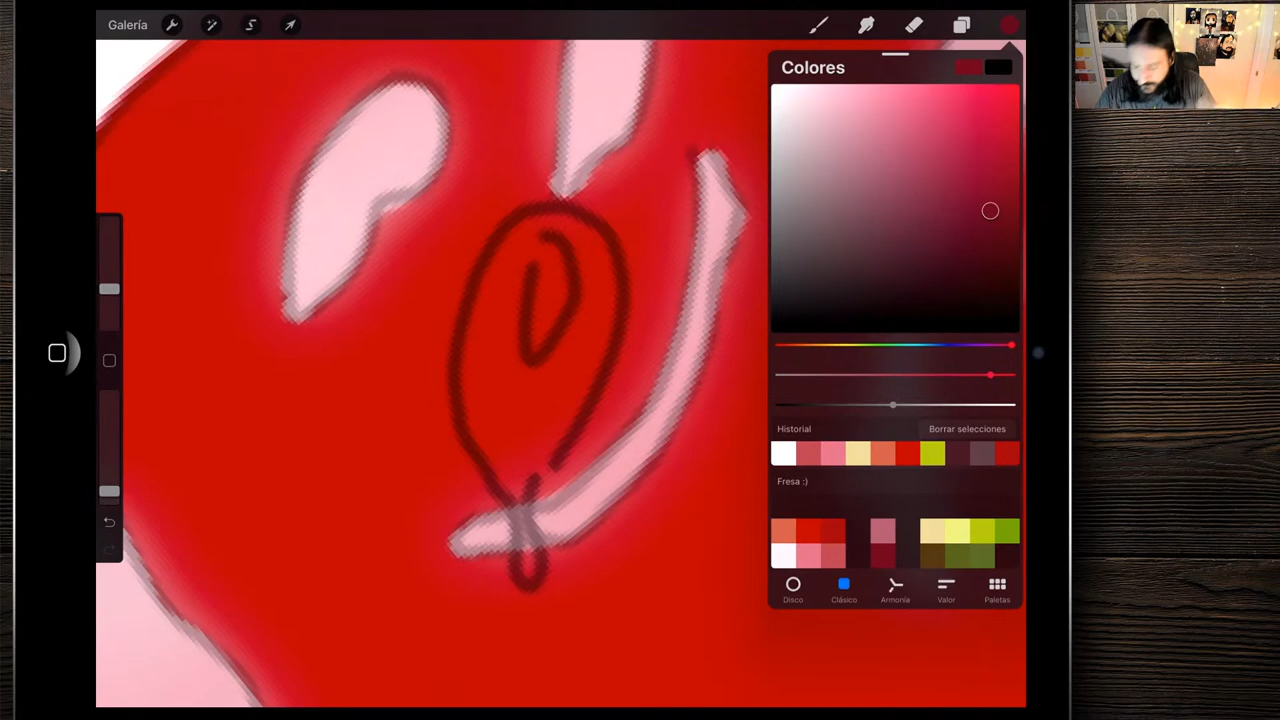 Galería
Colores
Historial
Borrar selecciones
Fresa :)
Disco
Clásico
Armonía
Valor
Paletas